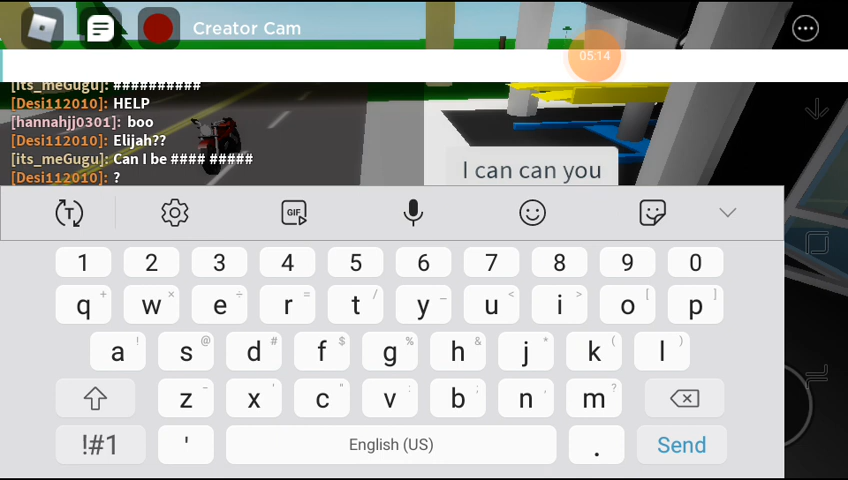 Creator Cam
05:14
[its_meGugu]: ##########
[Desi112010]: HELP
[hannahjj0301]: boo
[Desi112010]: Elijah??
[its_meGugu]: Can I be #### #####
[Desi112010]: ?
I can can you
GIF
1 2 3 4 5 6 7 8 9 0
q + w × e ÷ r = t / y _ u < i > o [ p ]
a ! s @ d # f $ g % h & j * k ( l )
z - x ' c " v : b ; n , m ?
!#1 ' English (US) . Send